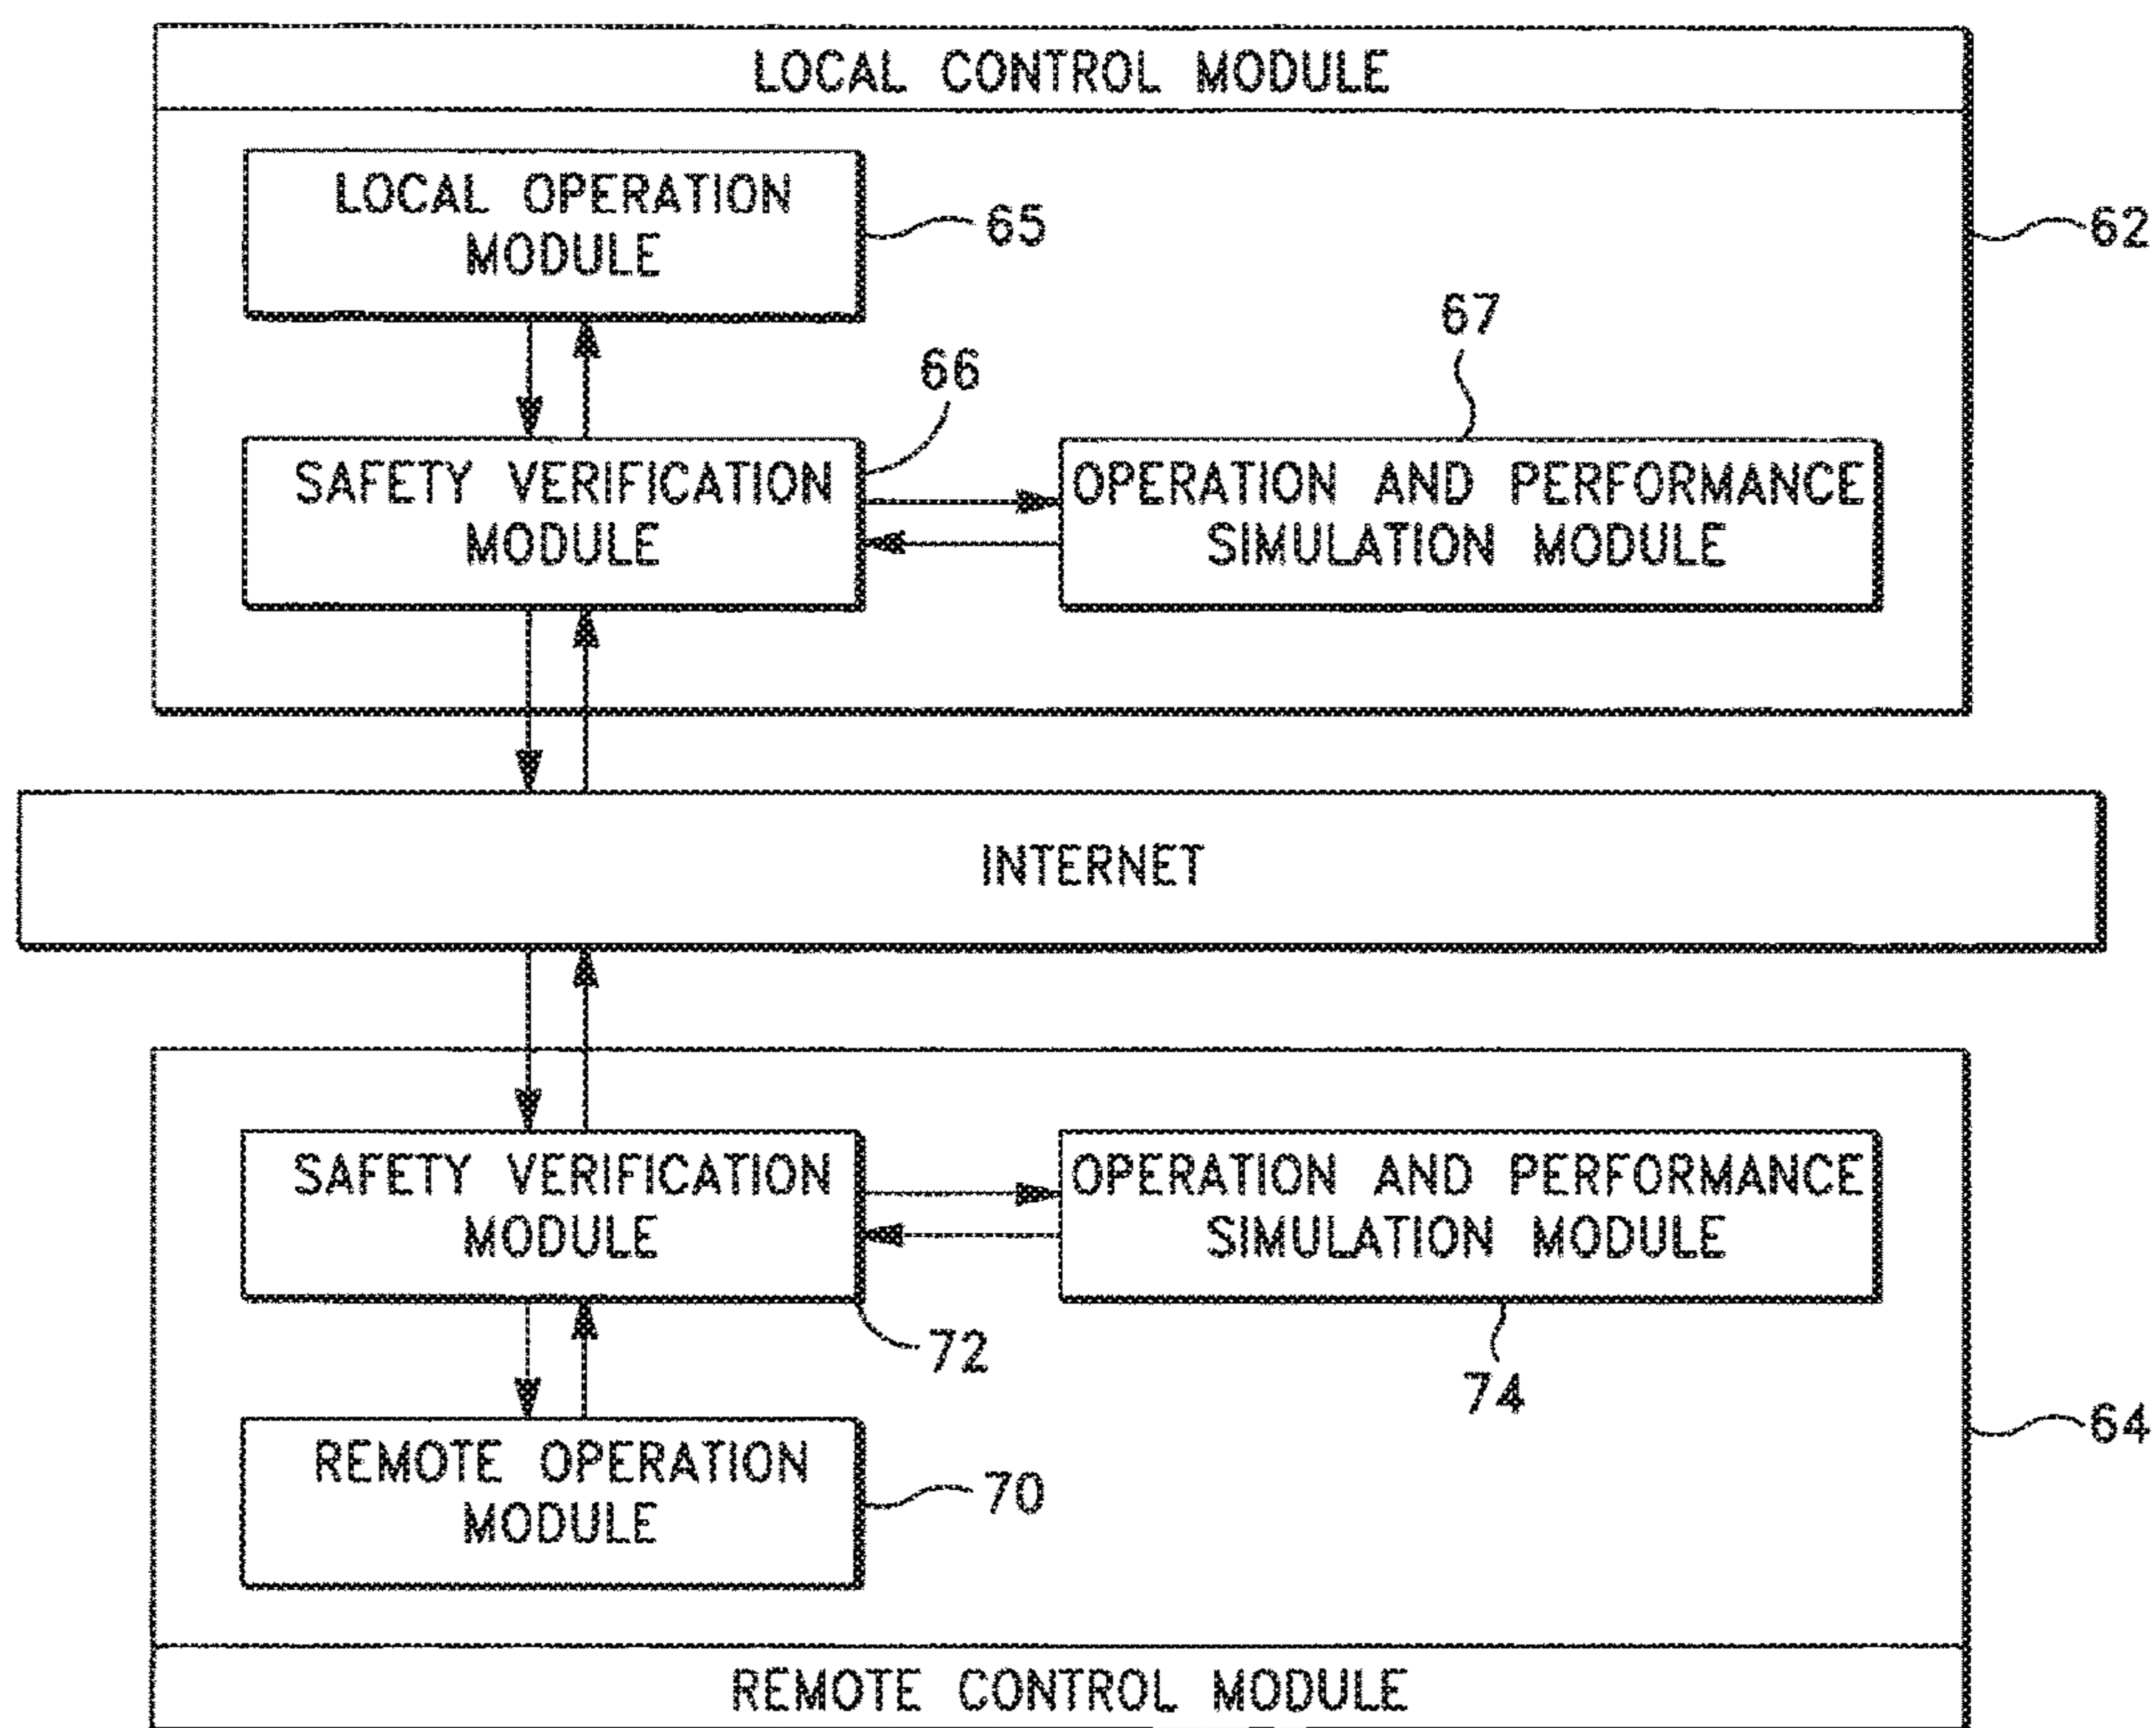 LOCAL CONTROL MODULE
LOCAL OPERATION
MODULE
65
62
67
66
SAFETY VERIFICATION
MODULE
OPERATION AND PERFORMANCE
SIMULATION MODULE
INTERNET
SAFETY VERIFICATION
MODULE
OPERATION AND PERFORMANCE
SIMULATION MODULE
72
74
64
REMOTE OPERATION
MODULE
70
REMOTE CONTROL MODULE